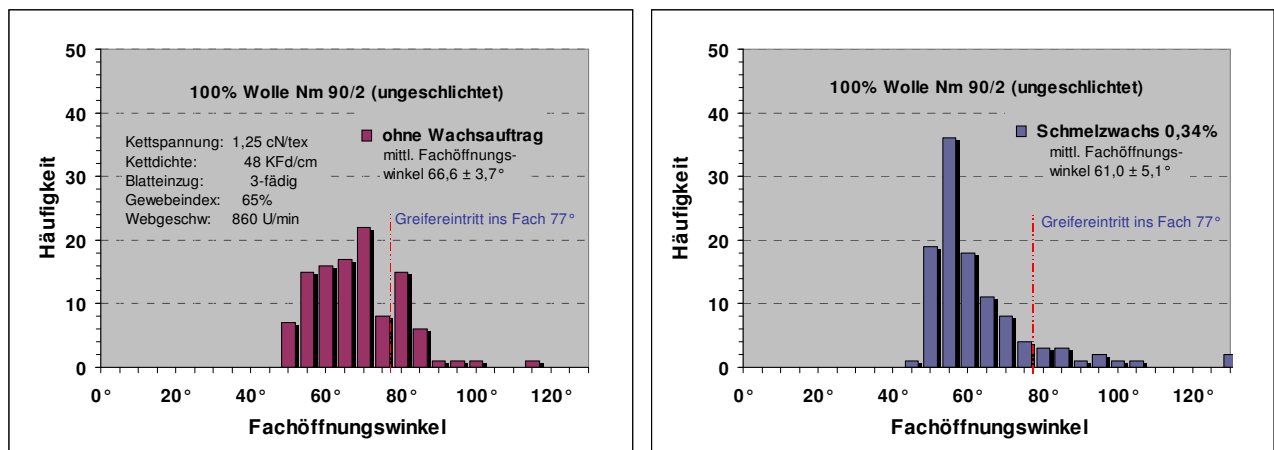 50
40
30
20
10
0
Häufigkeit
100% Wolle Nm 90/2 (ungeschlichtet)
Kettspannung: 1,25 cN/tex
Kettdichte: 48 KFd/cm
Blatteinzug: 3-fädig
Gewebeindex: 65%
Webgeschw: 860 U/min
ohne Wachsauftrag
mittl. Fachöffnungs-
winkel 66,6 ± 3,7°
Greifereintritt ins Fach 77°
0° 20° 40° 60° 80° 100° 120°
Fachöffnungswinkel
50
40
30
20
10
0
Häufigkeit
100% Wolle Nm 90/2 (ungeschlichtet)
Schmelzwachs 0,34%
mittl. Fachöffnungs-
winkel 61,0 ± 5,1°
Greifereintritt ins Fach 77°
0° 20° 40° 60° 80° 100° 120°
Fachöffnungswinkel